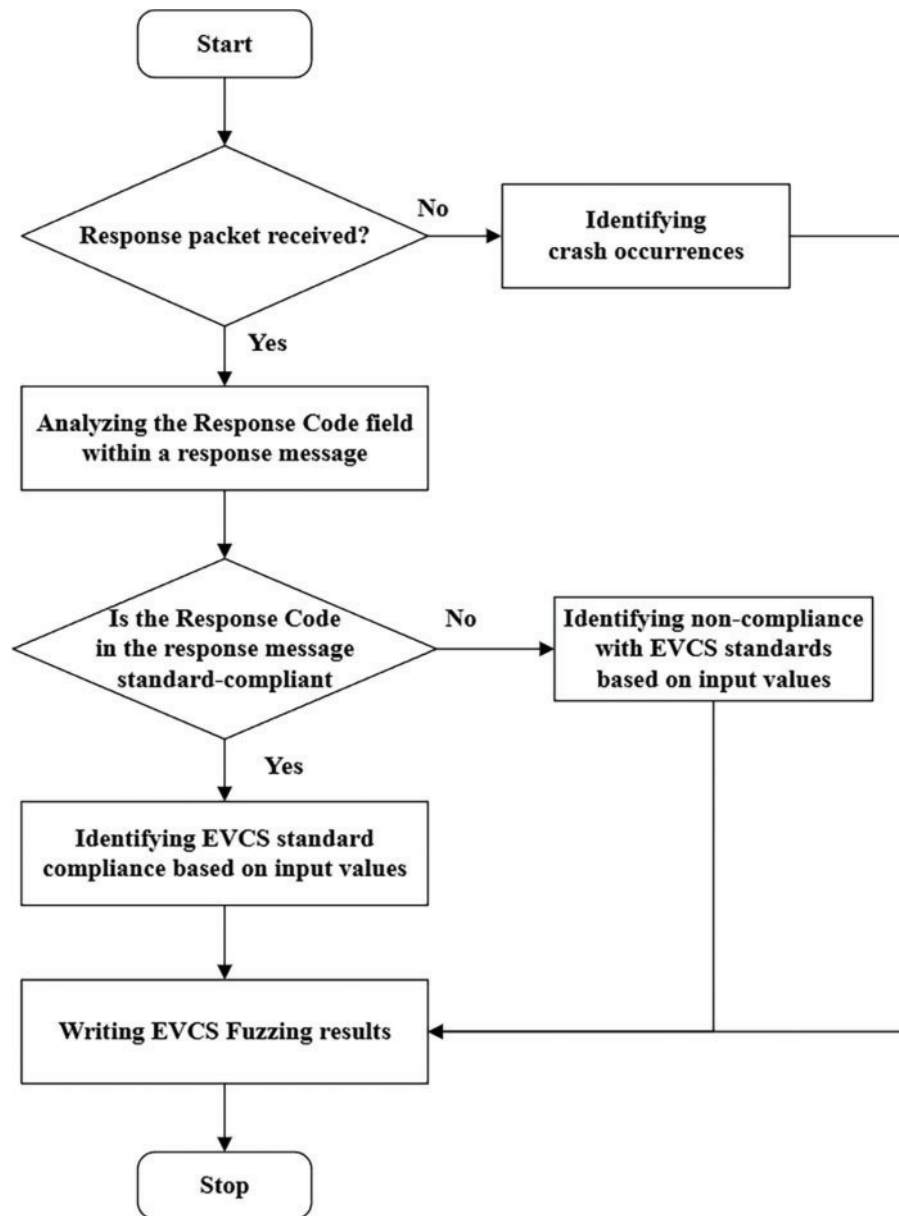 Start
Response packet received?
No
Identifying
crash occurrences
Yes
Analyzing the Response Code field
within a response message
Is the Response Code
in the response message
standard-compliant
No
Identifying non-compliance
with EVCS standards
based on input values
Yes
Identifying EVCS standard
compliance based on input values
Writing EVCS Fuzzing results
Stop